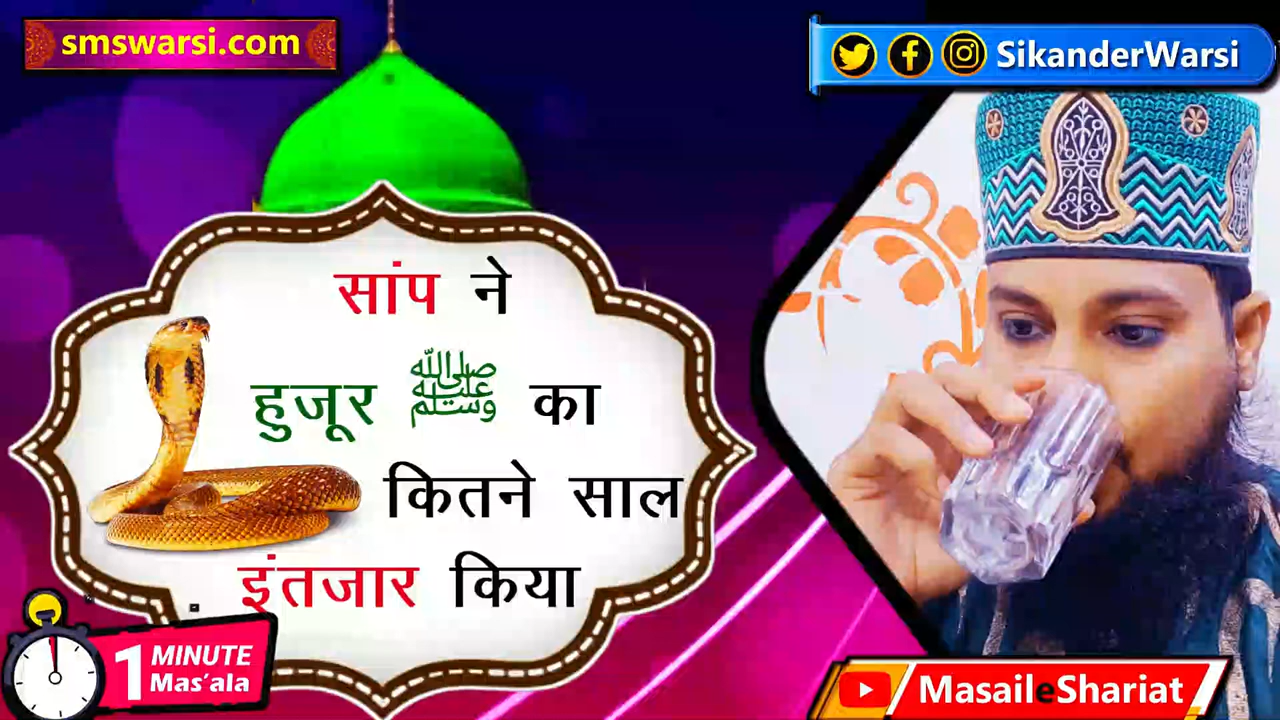 smswarsi.com
SikanderWarsi
सांप ने
हुजूर ﷺ का
कितने साल
इंतजार किया
1 MINUTE
Mas'ala
MasaileShariat